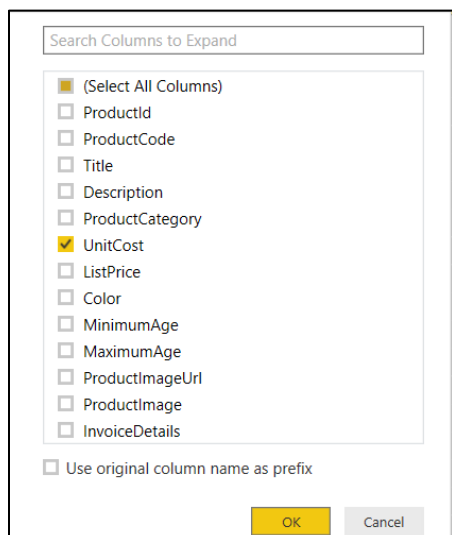 Search Columns to Expand
(Select All Columns)
ProductId
ProductCode
Title
Description
ProductCategory
UnitCost
ListPrice
Color
MinimumAge
MaximumAge
ProductImageUrl
ProductImage
InvoiceDetails
Use original column name as prefix
OK Cancel